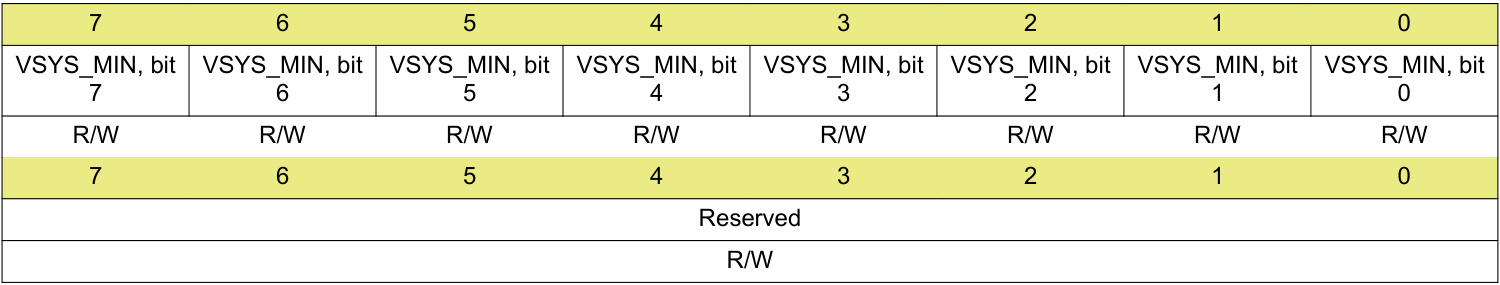 7 6 5 4 3 2 1 0
VSYS_MIN, bit VSYS_MIN, bit VSYS_MIN, bit VSYS_MIN, bit VSYS_MIN, bit VSYS_MIN, bit VSYS_MIN, bit VSYS_MIN, bit
7 6 5 4 3 2 1 0
R/W R/W R/W R/W R/W R/W R/W R/W
7 6 5 4 3 2 1 0
Reserved
R/W